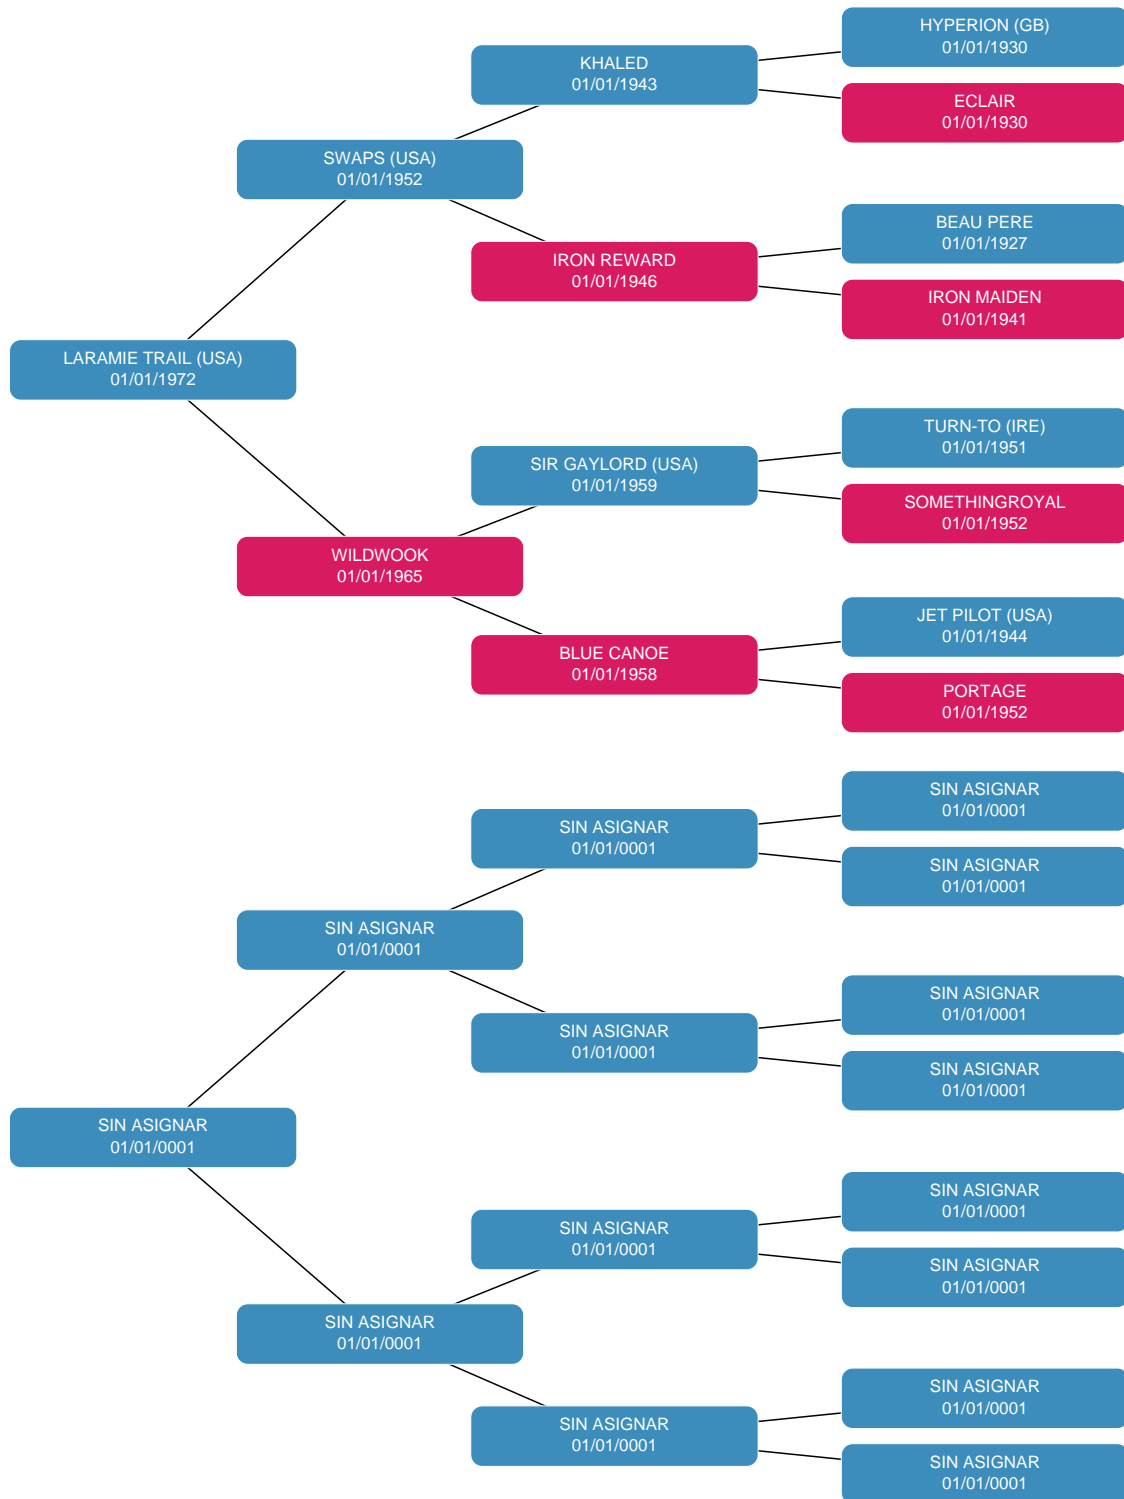 HYPERION (GB)
01/01/1930
KHALED
01/01/1943
ECLAIR
01/01/1930
SWAPS (USA)
01/01/1952
BEAU PERE
01/01/1927
IRON REWARD
01/01/1946
IRON MAIDEN
01/01/1941
LARAMIE TRAIL (USA)
01/01/1972
TURN-TO (IRE)
01/01/1951
SIR GAYLORD (USA)
01/01/1959
SOMETHINGROYAL
01/01/1952
WILDWOOK
01/01/1965
JET PILOT (USA)
01/01/1944
BLUE CANOE
01/01/1958
PORTAGE
01/01/1952
SIN ASIGNAR
01/01/0001
SIN ASIGNAR
01/01/0001
SIN ASIGNAR
01/01/0001
SIN ASIGNAR
01/01/0001
SIN ASIGNAR
01/01/0001
SIN ASIGNAR
01/01/0001
SIN ASIGNAR
01/01/0001
SIN ASIGNAR
01/01/0001
SIN ASIGNAR
01/01/0001
SIN ASIGNAR
01/01/0001
SIN ASIGNAR
01/01/0001
SIN ASIGNAR
01/01/0001
SIN ASIGNAR
01/01/0001
SIN ASIGNAR
01/01/0001
SIN ASIGNAR
01/01/0001